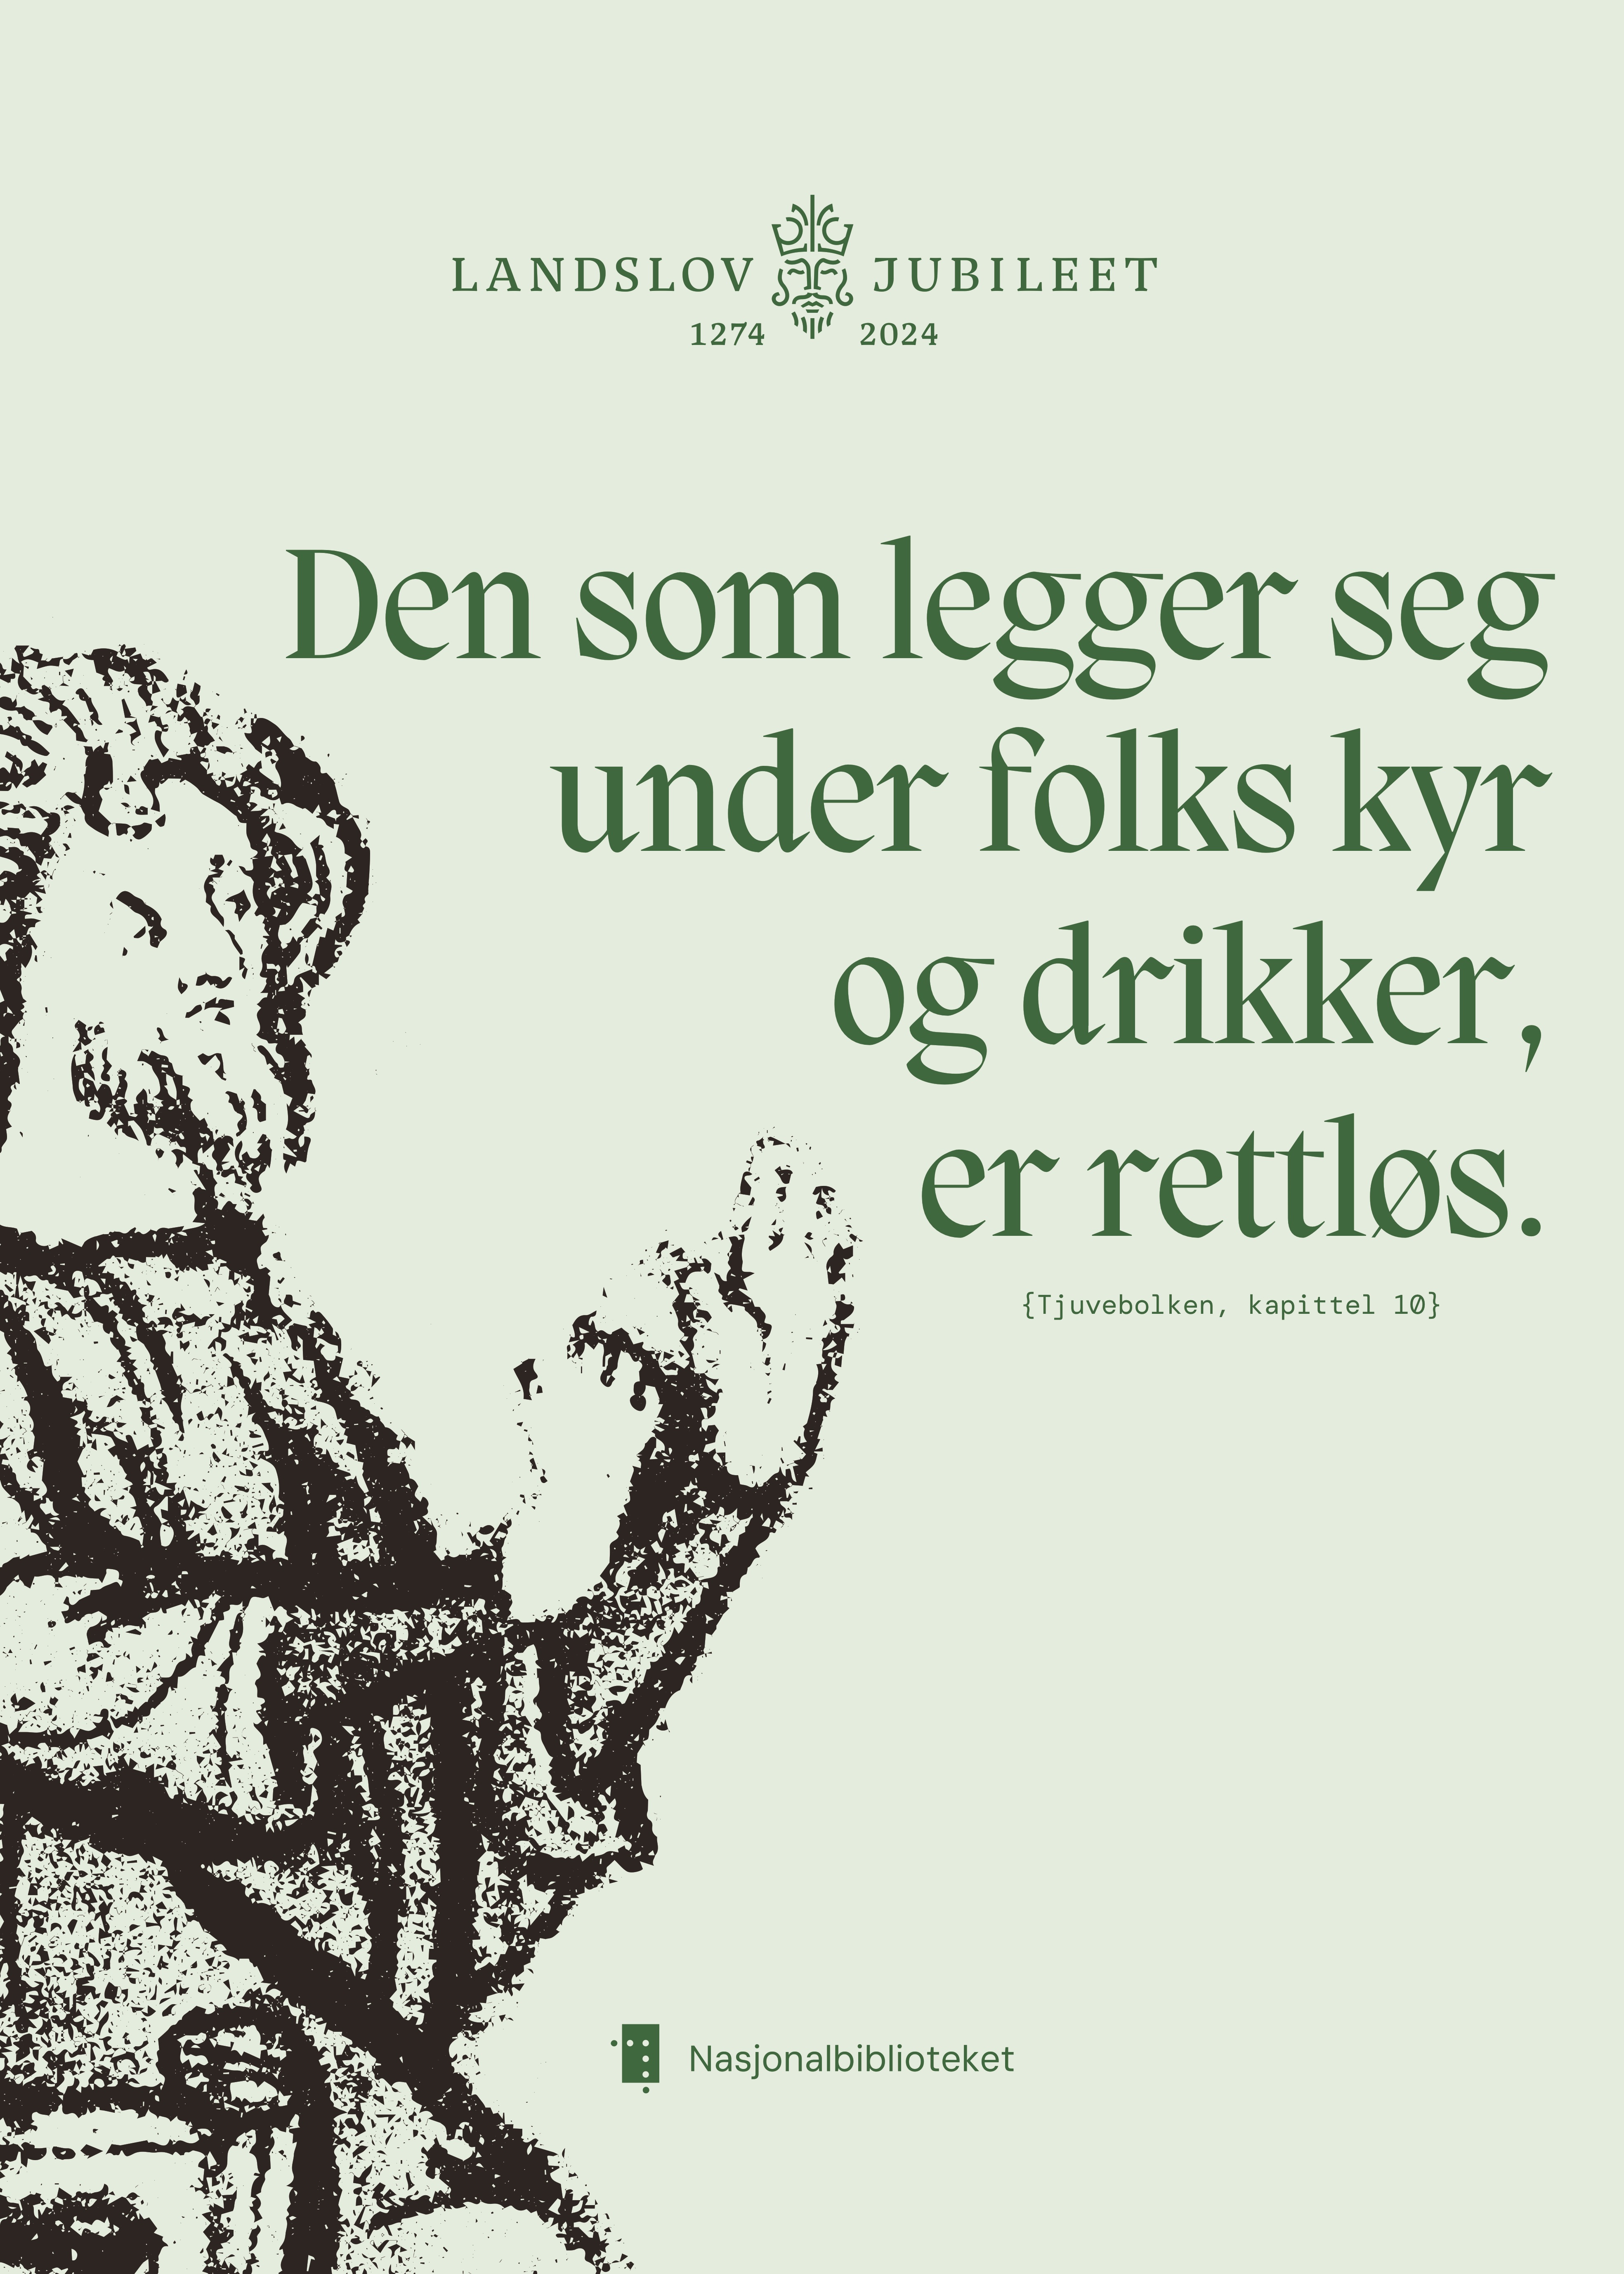 LANDSLOV JUBILEET
1274 2024
Den som legger seg
under folks kyr
og drikker,
er rettløs.
{Tjuvebolken, kapittel 10}
Nasjonalbiblioteket